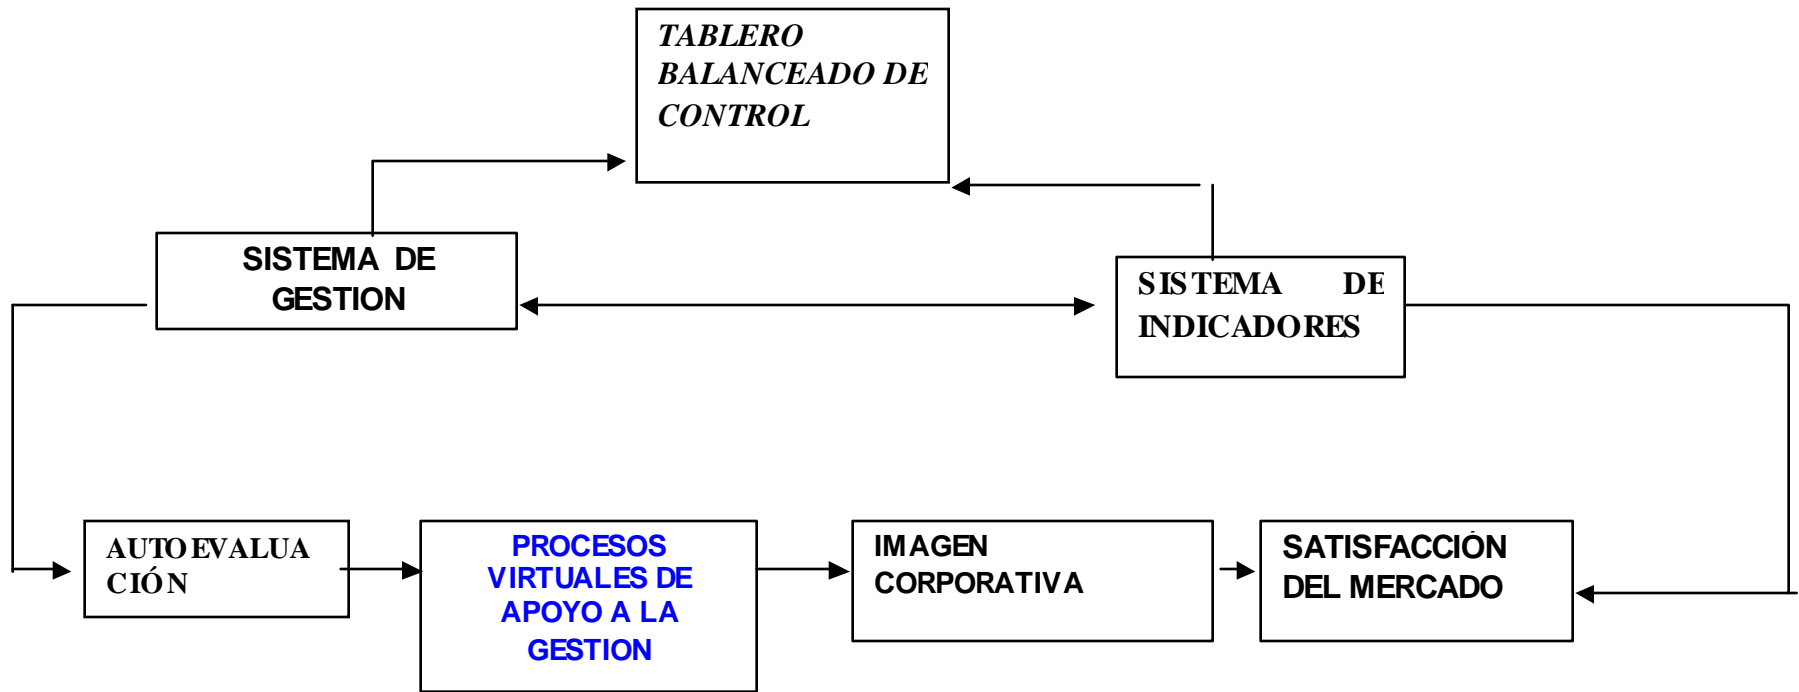 TABLERO
BALANCEADO DE
CONTROL
SISTEMA DE
GESTION
SISTEMA DE
INDICADORES
AUTOEVALUA
CIÓN
PROCESOS
VIRTUALES DE
APOYO A LA
GESTION
IMAGEN
CORPORATIVA
SATISFACCIÓN
DEL MERCADO